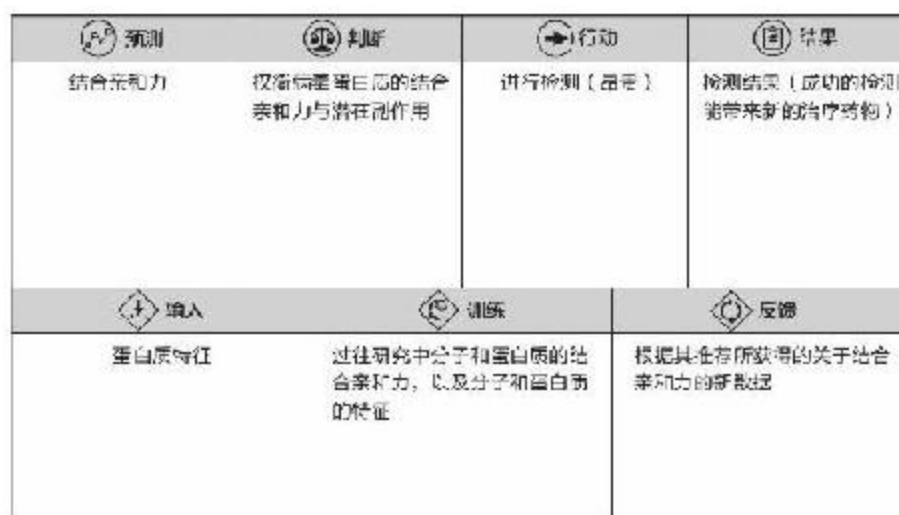 预测 判断 行动 结果
结合亲和力 权衡病毒蛋白质的结合 进行检测（昂贵） 检测结果（成功的检测
亲和力与潜在副作用 能带来新的治疗药物）
输入 训练 反馈
蛋白质特征 过往研究中分子和蛋白质的结 根据其推荐所获得的关于结合
合亲和力，以及分子和蛋白质 亲和力的新数据
的特征